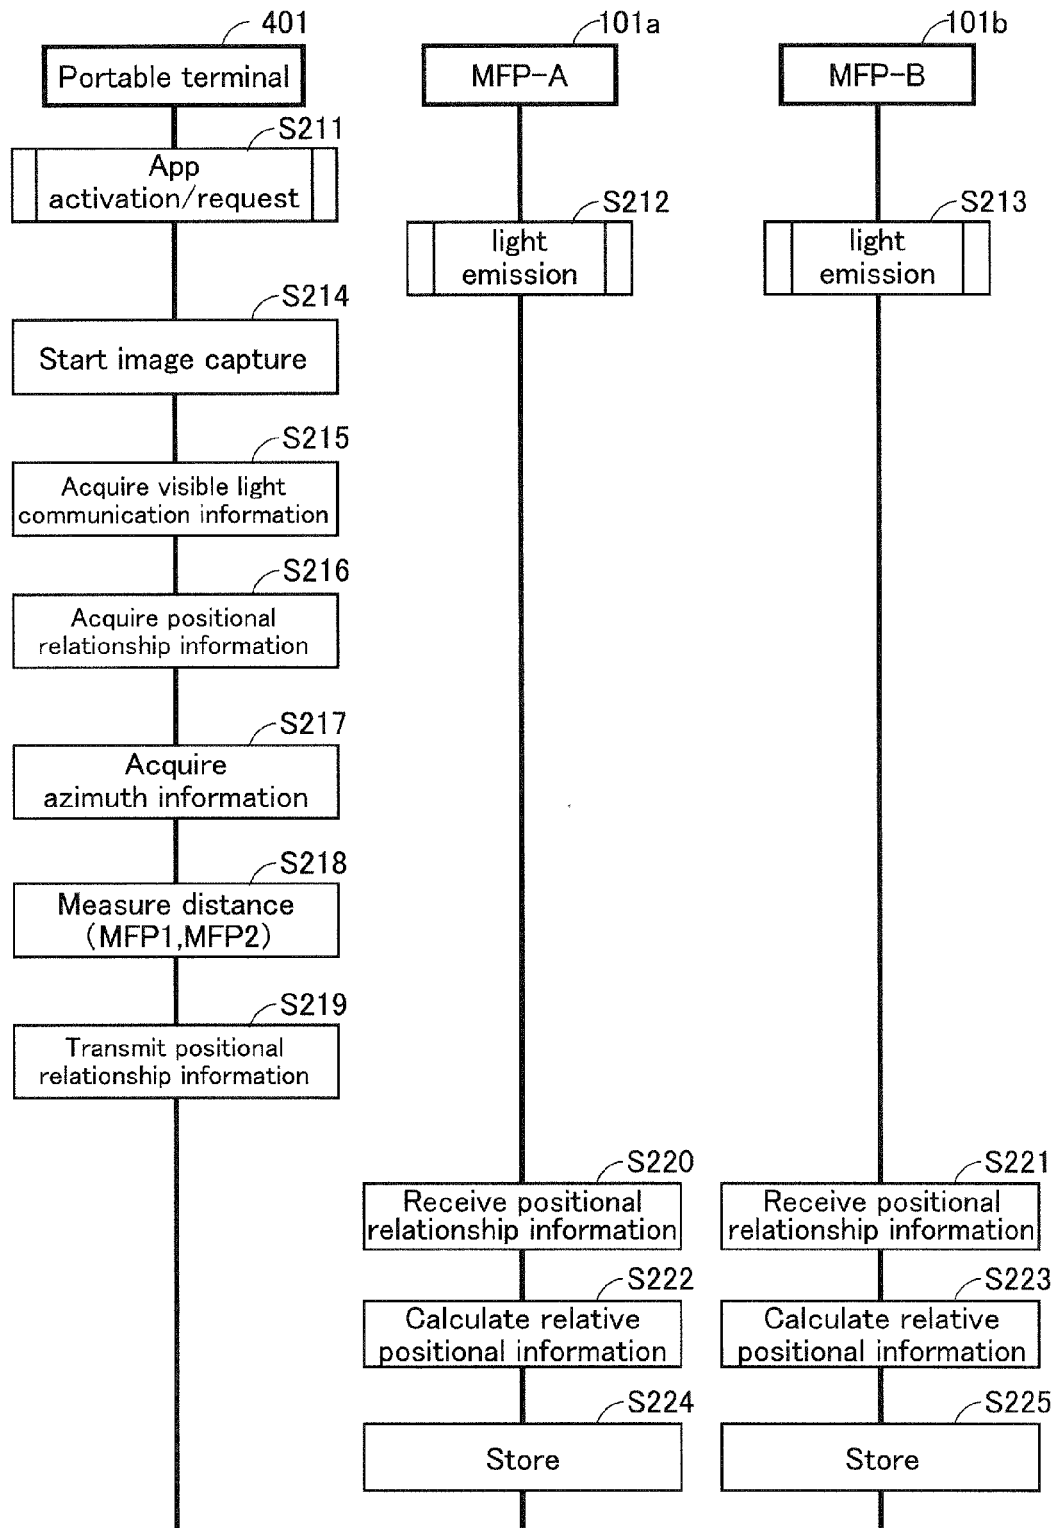 401
Portable terminal
101a
MFP-A
101b
MFP-B
S211
App
activation/request
S212
light
emission
S213
light
emission
S214
Start image capture
S215
Acquire visible light
communication information
S216
Acquire positional
relationship information
S217
Acquire
azimuth information
S218
Measure distance
(MFP1,MFP2)
S219
Transmit positional
relationship information
S220
Receive positional
relationship information
S221
Receive positional
relationship information
S222
Calculate relative
positional information
S223
Calculate relative
positional information
S224
Store
S225
Store